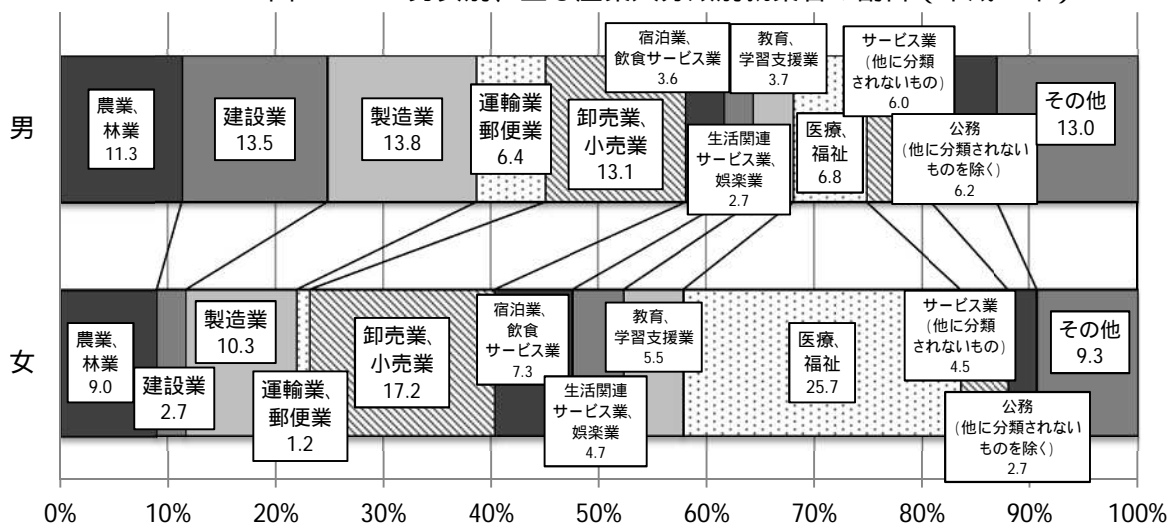 男
農業、
林業
11.3
建設業
13.5
製造業
13.8
運輸業
郵便業
6.4
卸売業、
小売業
13.1
宿泊業、
飲食サービス業
3.6
生活関連
サービス業、
娯楽業
2.7
教育、
学習支援業
3.7
医療、
福祉
6.8
サービス業
(他に分類
されないもの)
6.0
公務
(他に分類されない
ものを除く)
6.2
その他
13.0
女
農業、
林業
9.0
建設業
2.7
製造業
10.3
運輸業、
郵便業
1.2
卸売業、
小売業
17.2
宿泊業、
飲食
サービス業
7.3
生活関連
サービス業、
娯楽業
4.7
教育、
学習支援業
5.5
医療、
福祉
25.7
サービス業
(他に分類
されないもの)
4.5
公務
(他に分類されない
ものを除く)
2.7
その他
9.3
0% 10% 20% 30% 40% 50% 60% 70% 80% 90% 100%